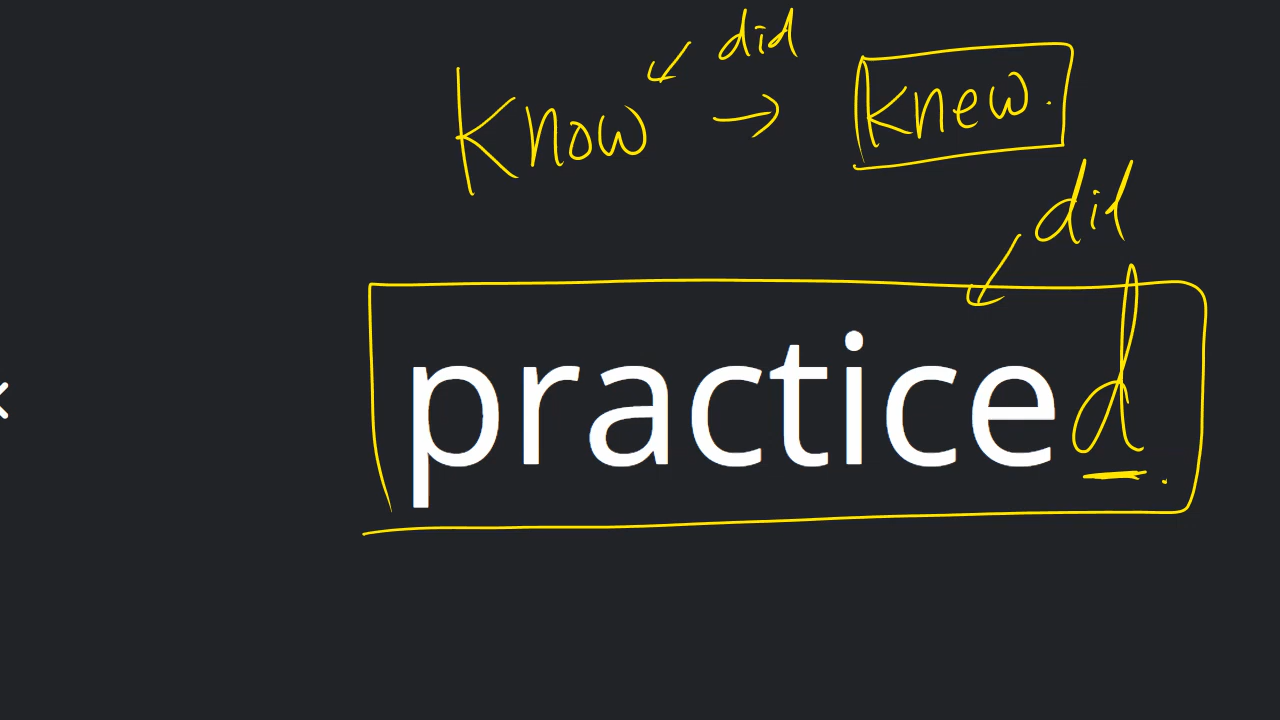 did
know → knew.
did
practiced.